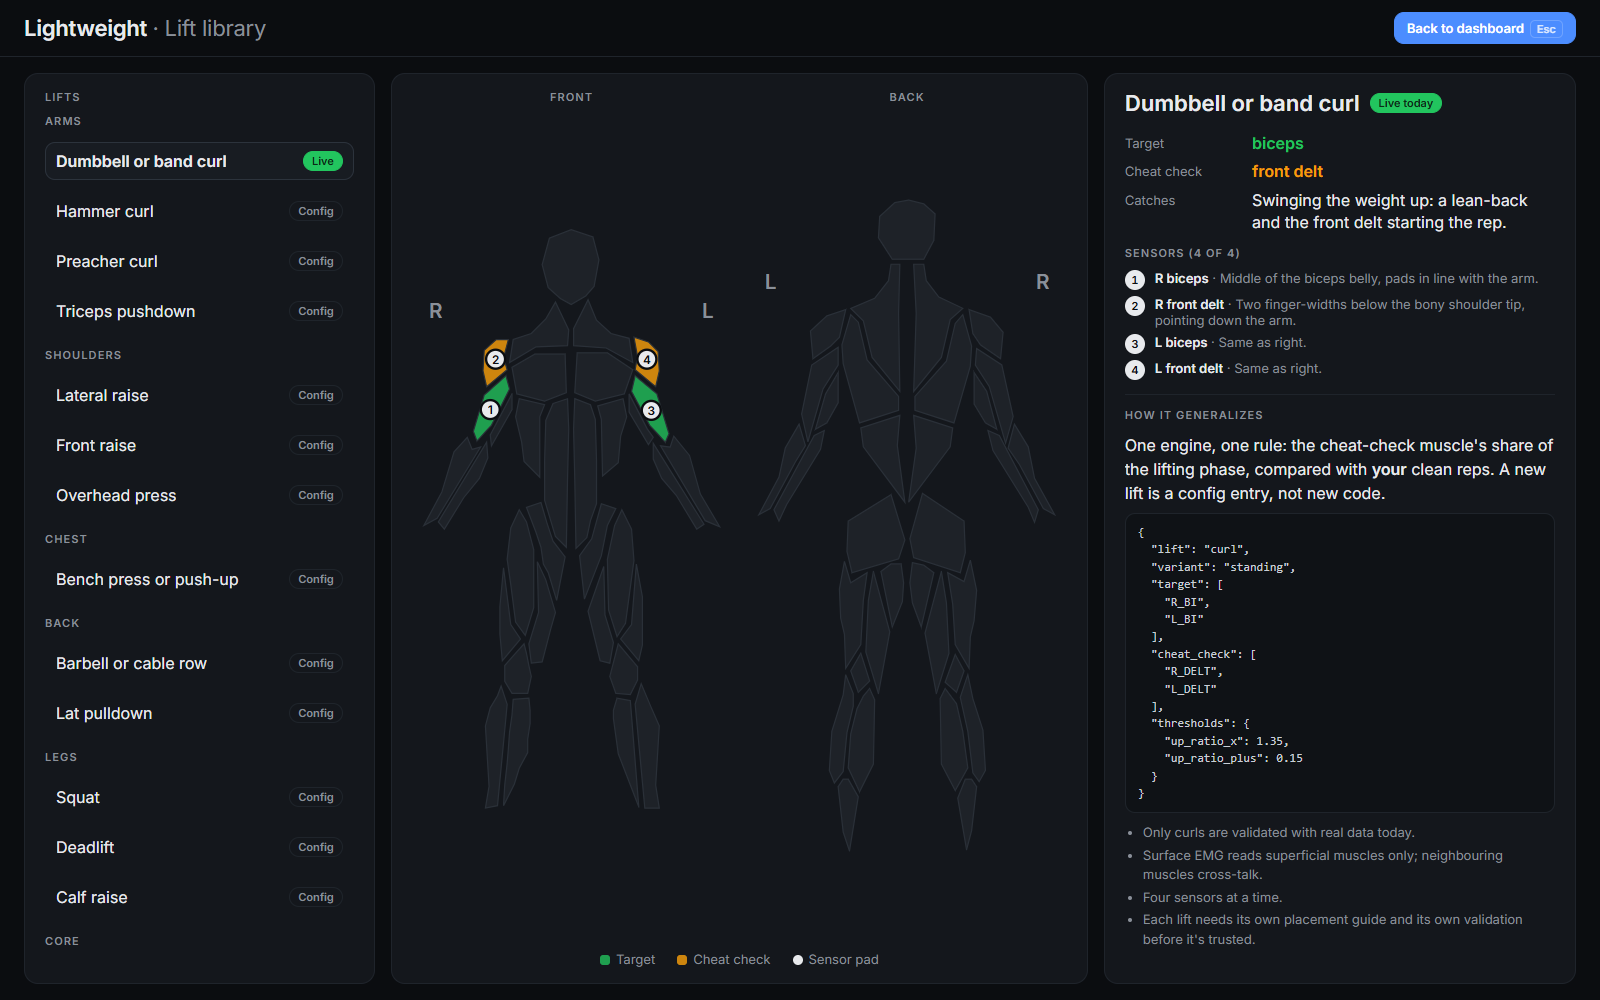 Lightweight · Lift library
Back to dashboard Esc
LIFTS
ARMS
Dumbbell or band curl Live
Hammer curl Config
Preacher curl Config
Triceps pushdown Config
SHOULDERS
Lateral raise Config
Front raise Config
Overhead press Config
CHEST
Bench press or push-up Config
BACK
Barbell or cable row Config
Lat pulldown Config
LEGS
Squat Config
Deadlift Config
Calf raise Config
CORE
FRONT
BACK
R
L
L
R
2
4
1
3
Target
Cheat check
Sensor pad
Dumbbell or band curl Live today
Target biceps
Cheat check front delt
Catches Swinging the weight up: a lean-back
and the front delt starting the rep.
SENSORS (4 OF 4)
1 R biceps · Middle of the biceps belly, pads in line with the arm.
2 R front delt · Two finger-widths below the bony shoulder tip,
pointing down the arm.
3 L biceps · Same as right.
4 L front delt · Same as right.
HOW IT GENERALIZES
One engine, one rule: the cheat-check muscle's share of
the lifting phase, compared with your clean reps. A new
lift is a config entry, not new code.
{
"lift": "curl",
"variant": "standing",
"target": [
"R_BI",
"L_BI"
],
"cheat_check": [
"R_DELT",
"L_DELT"
],
"thresholds": {
"up_ratio_x": 1.35,
"up_ratio_plus": 0.15
}
}
• Only curls are validated with real data today.
• Surface EMG reads superficial muscles only; neighbouring
muscles cross-talk.
• Four sensors at a time.
• Each lift needs its own placement guide and its own validation
before it's trusted.